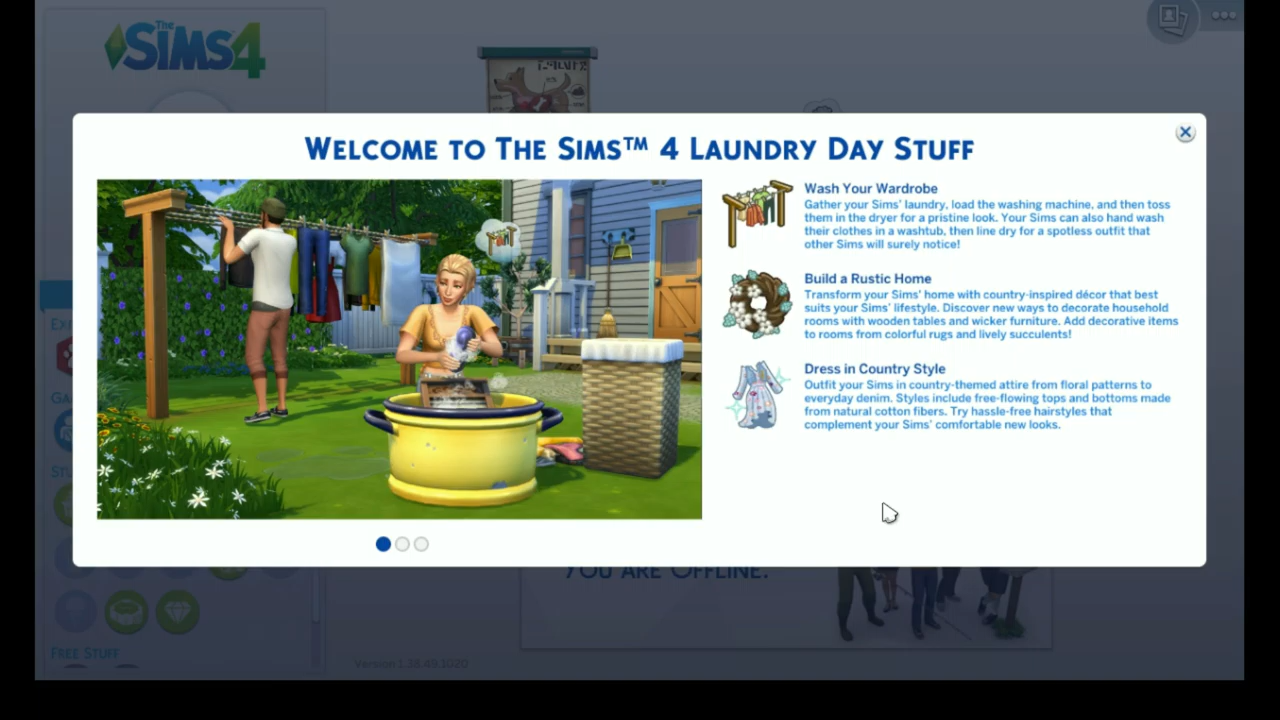 The Sims 4
Welcome to The Sims™ 4 Laundry Day Stuff
Wash Your Wardrobe
Gather your Sims' laundry, load the washing machine, and then toss
them in the dryer for a pristine look. Your Sims can also hand wash
their clothes in a washtub, then line dry for a spotless outfit that
other Sims will surely notice!
Build a Rustic Home
Transform your Sims' home with country-inspired décor that best
suits your Sims' lifestyle. Discover new ways to decorate household
rooms with wooden tables and wicker furniture. Add decorative items
to rooms from colorful rugs and lively succulents!
Dress in Country Style
Outfit your Sims in country-themed attire from floral patterns to
everyday denim. Styles include free-flowing tops and bottoms made
from natural cotton fibers. Try hassle-free hairstyles that
complement your Sims' comfortable new looks.
You are Offline.
Free Stuff
Version 1.38.49.1020